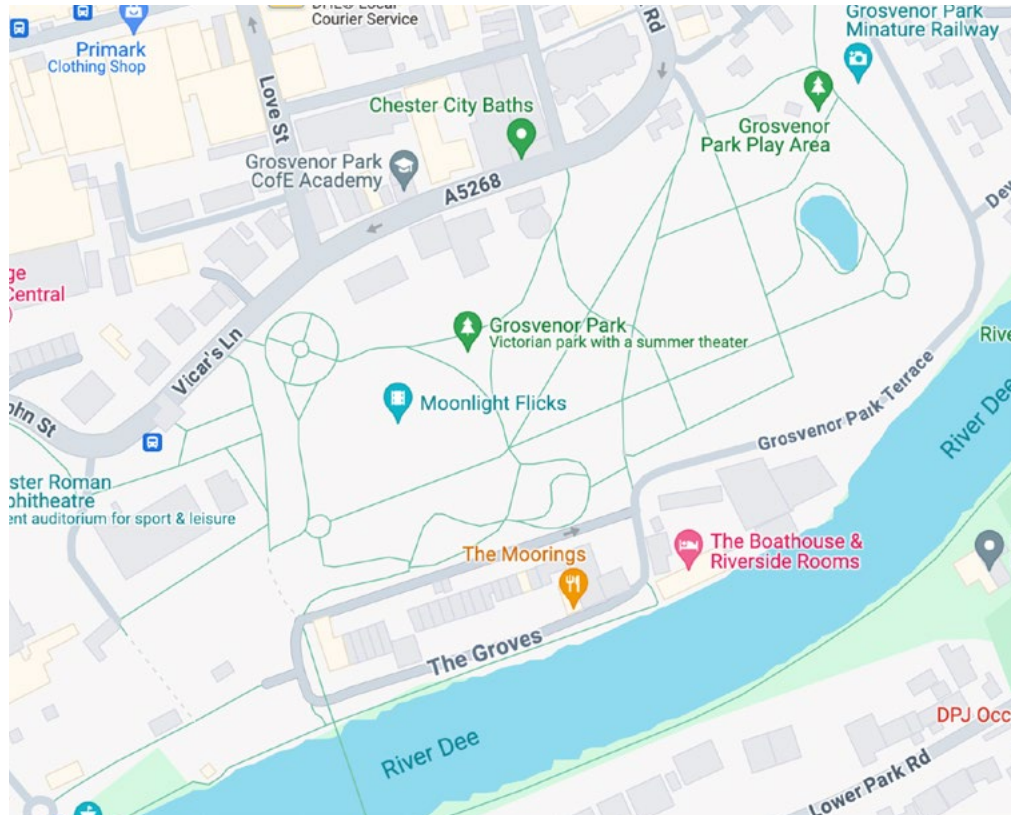 Local
Courier Service
Primark
Clothing Shop
Love St
Rd
Grosvenor Park
Minature Railway
Chester City Baths
Grosvenor
Park Play Area
Grosvenor Park
CofE Academy
A5268
Central
Vicar's Ln
Grosvenor Park
Victorian park with a summer theater
Moonlight Flicks
River Dee
Grosvenor Park Terrace
ohn St
ster Roman
phitheatre
ent auditorium for sport & leisure
The Moorings
The Boathouse &
Riverside Rooms
The Groves
River Dee
DPJ Occ
Lower Park Rd